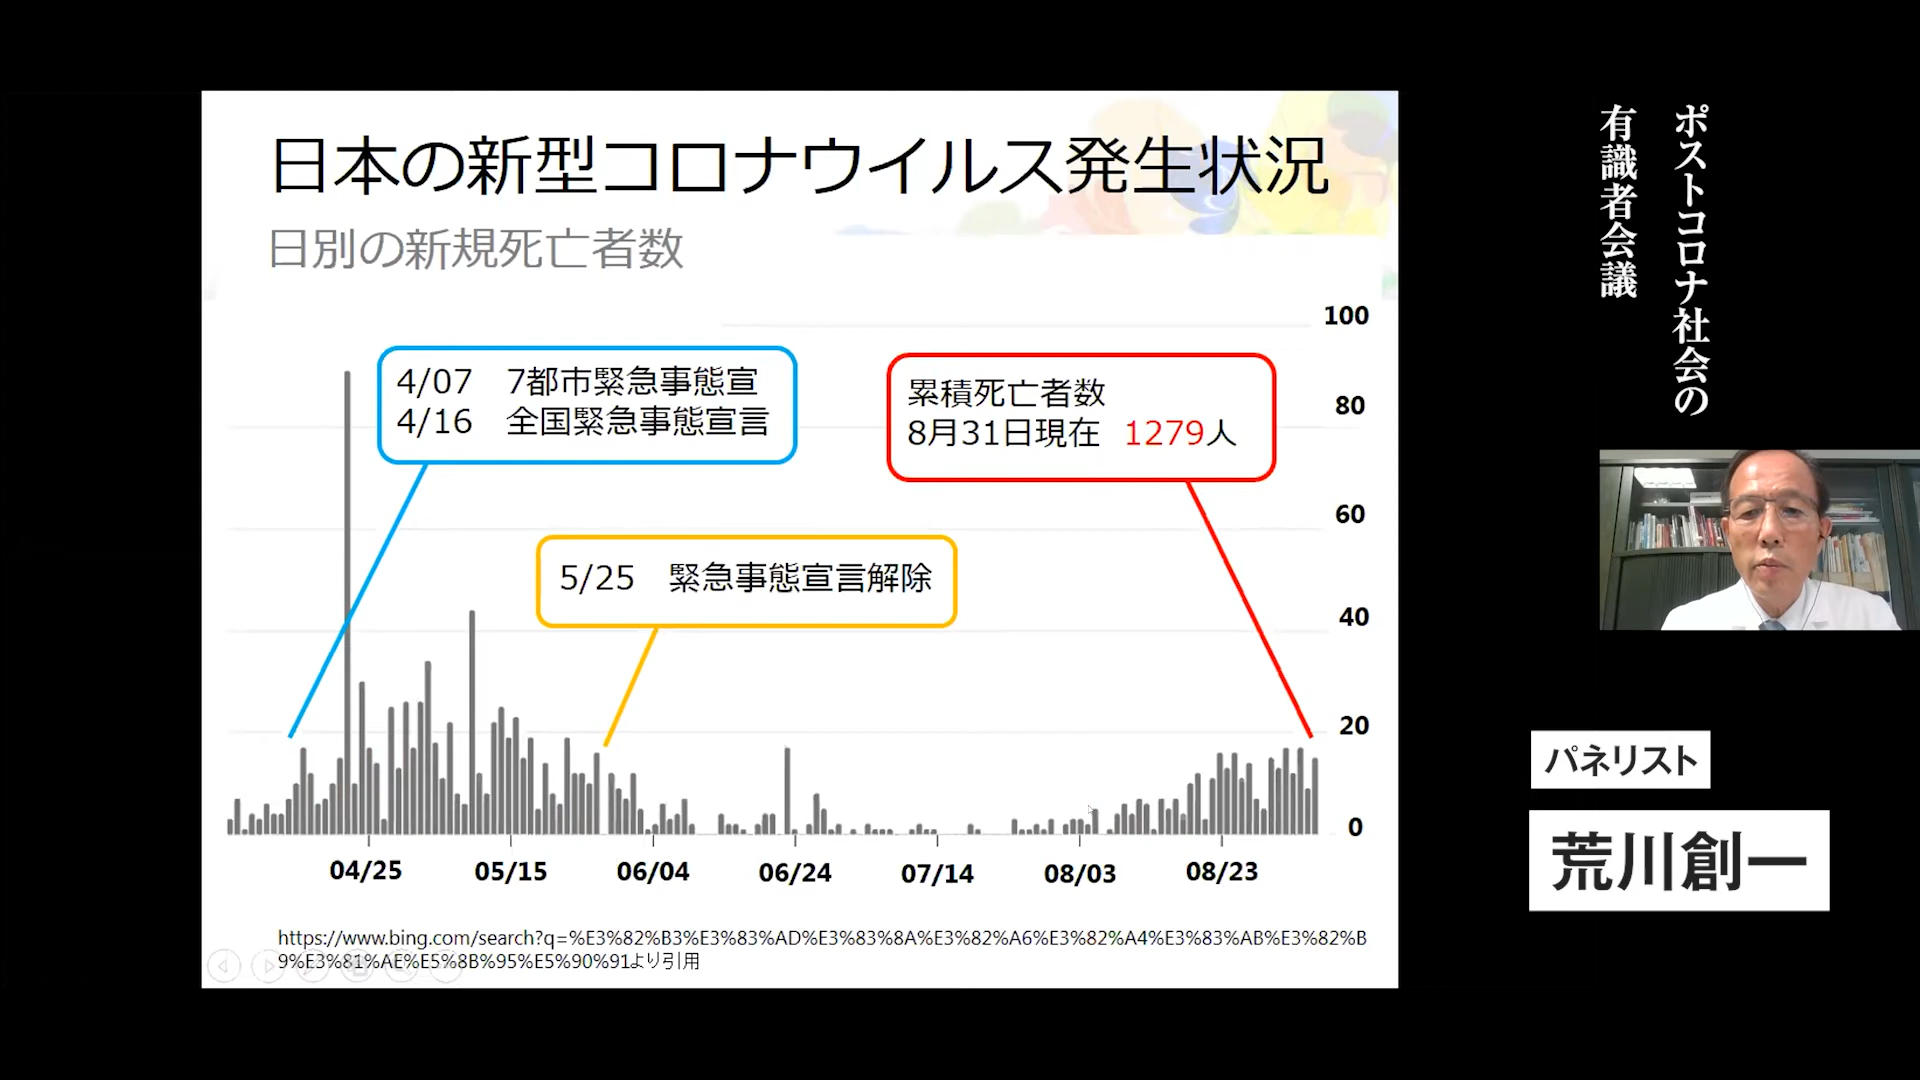 日本の新型コロナウイルス発生状況
日別の新規死亡者数
4/07 7都市緊急事態宣
4/16 全国緊急事態宣言
累積死亡者数
8月31日現在 1279人
5/25 緊急事態宣言解除
100
80
60
40
20
0
04/25 05/15 06/04 06/24 07/14 08/03 08/23
https://www.bing.com/search?q=%E3%82%B3%E3%83%AD%E3%83%8A%E3%82%A6%E3%82%A4%E3%83%AB%E3%82%B
9%E3%81%AE%E5%8B%95%E5%90%91より引用
ポストコロナ社会の
有識者会議
パネリスト
荒川創一